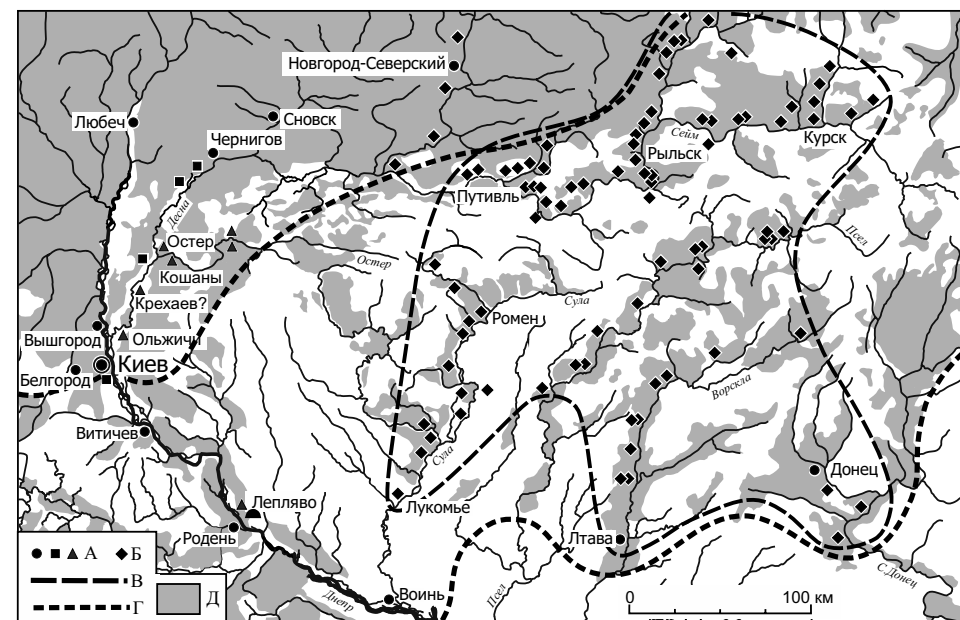 Новгород-Северский
Любеч
Сновск
Чернигов
Сейм
Курск
Рыльск
Путивль
Десна
Остер
Остер
Псел
Кошаны
Крехаев?
Сула
Ромен
Ольжичи
Вышгород
Киев
Белгород
Ворскла
Витичев
Сула
Донец
Лукомье
Лепляво
Родень
Лтава
С.Донец
Псел
Воинь
Днепр
А
Б
В
Г
Д
0
100 км